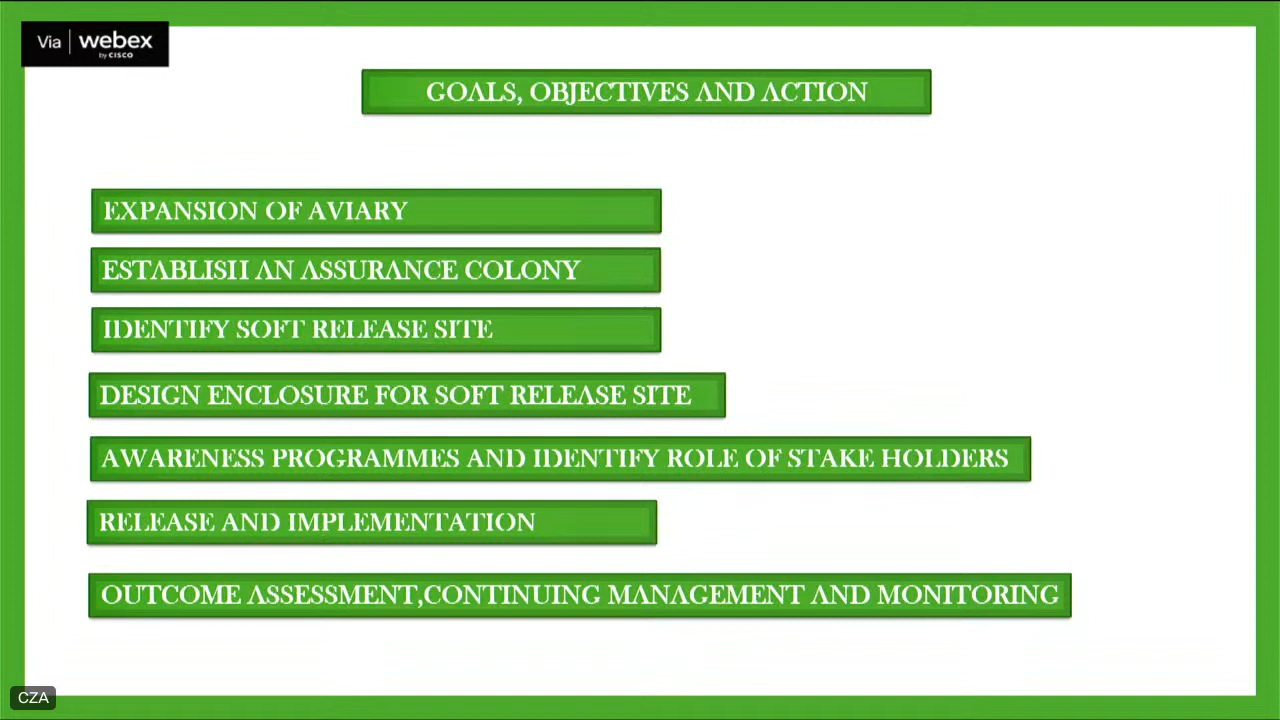 Via webex
by CISCO
GOALS, OBJECTIVES AND ACTION
EXPANSION OF AVIARY
ESTABLISH AN ASSURANCE COLONY
IDENTIFY SOFT RELEASE SITE
DESIGN ENCLOSURE FOR SOFT RELEASE SITE
AWARENESS PROGRAMMES AND IDENTIFY ROLE OF STAKE HOLDERS
RELEASE AND IMPLEMENTATION
OUTCOME ASSESSMENT,CONTINUING MANAGEMENT AND MONITORING
CZA